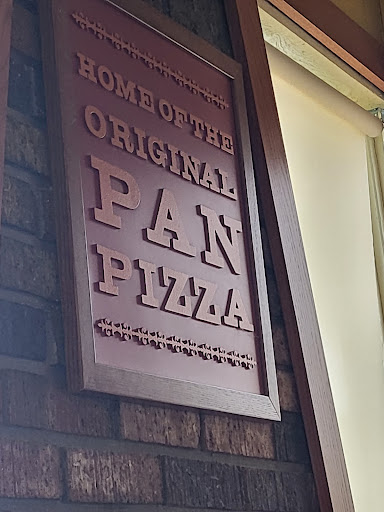 HOME OF THE
ORIGINAL
PAN
PIZZA